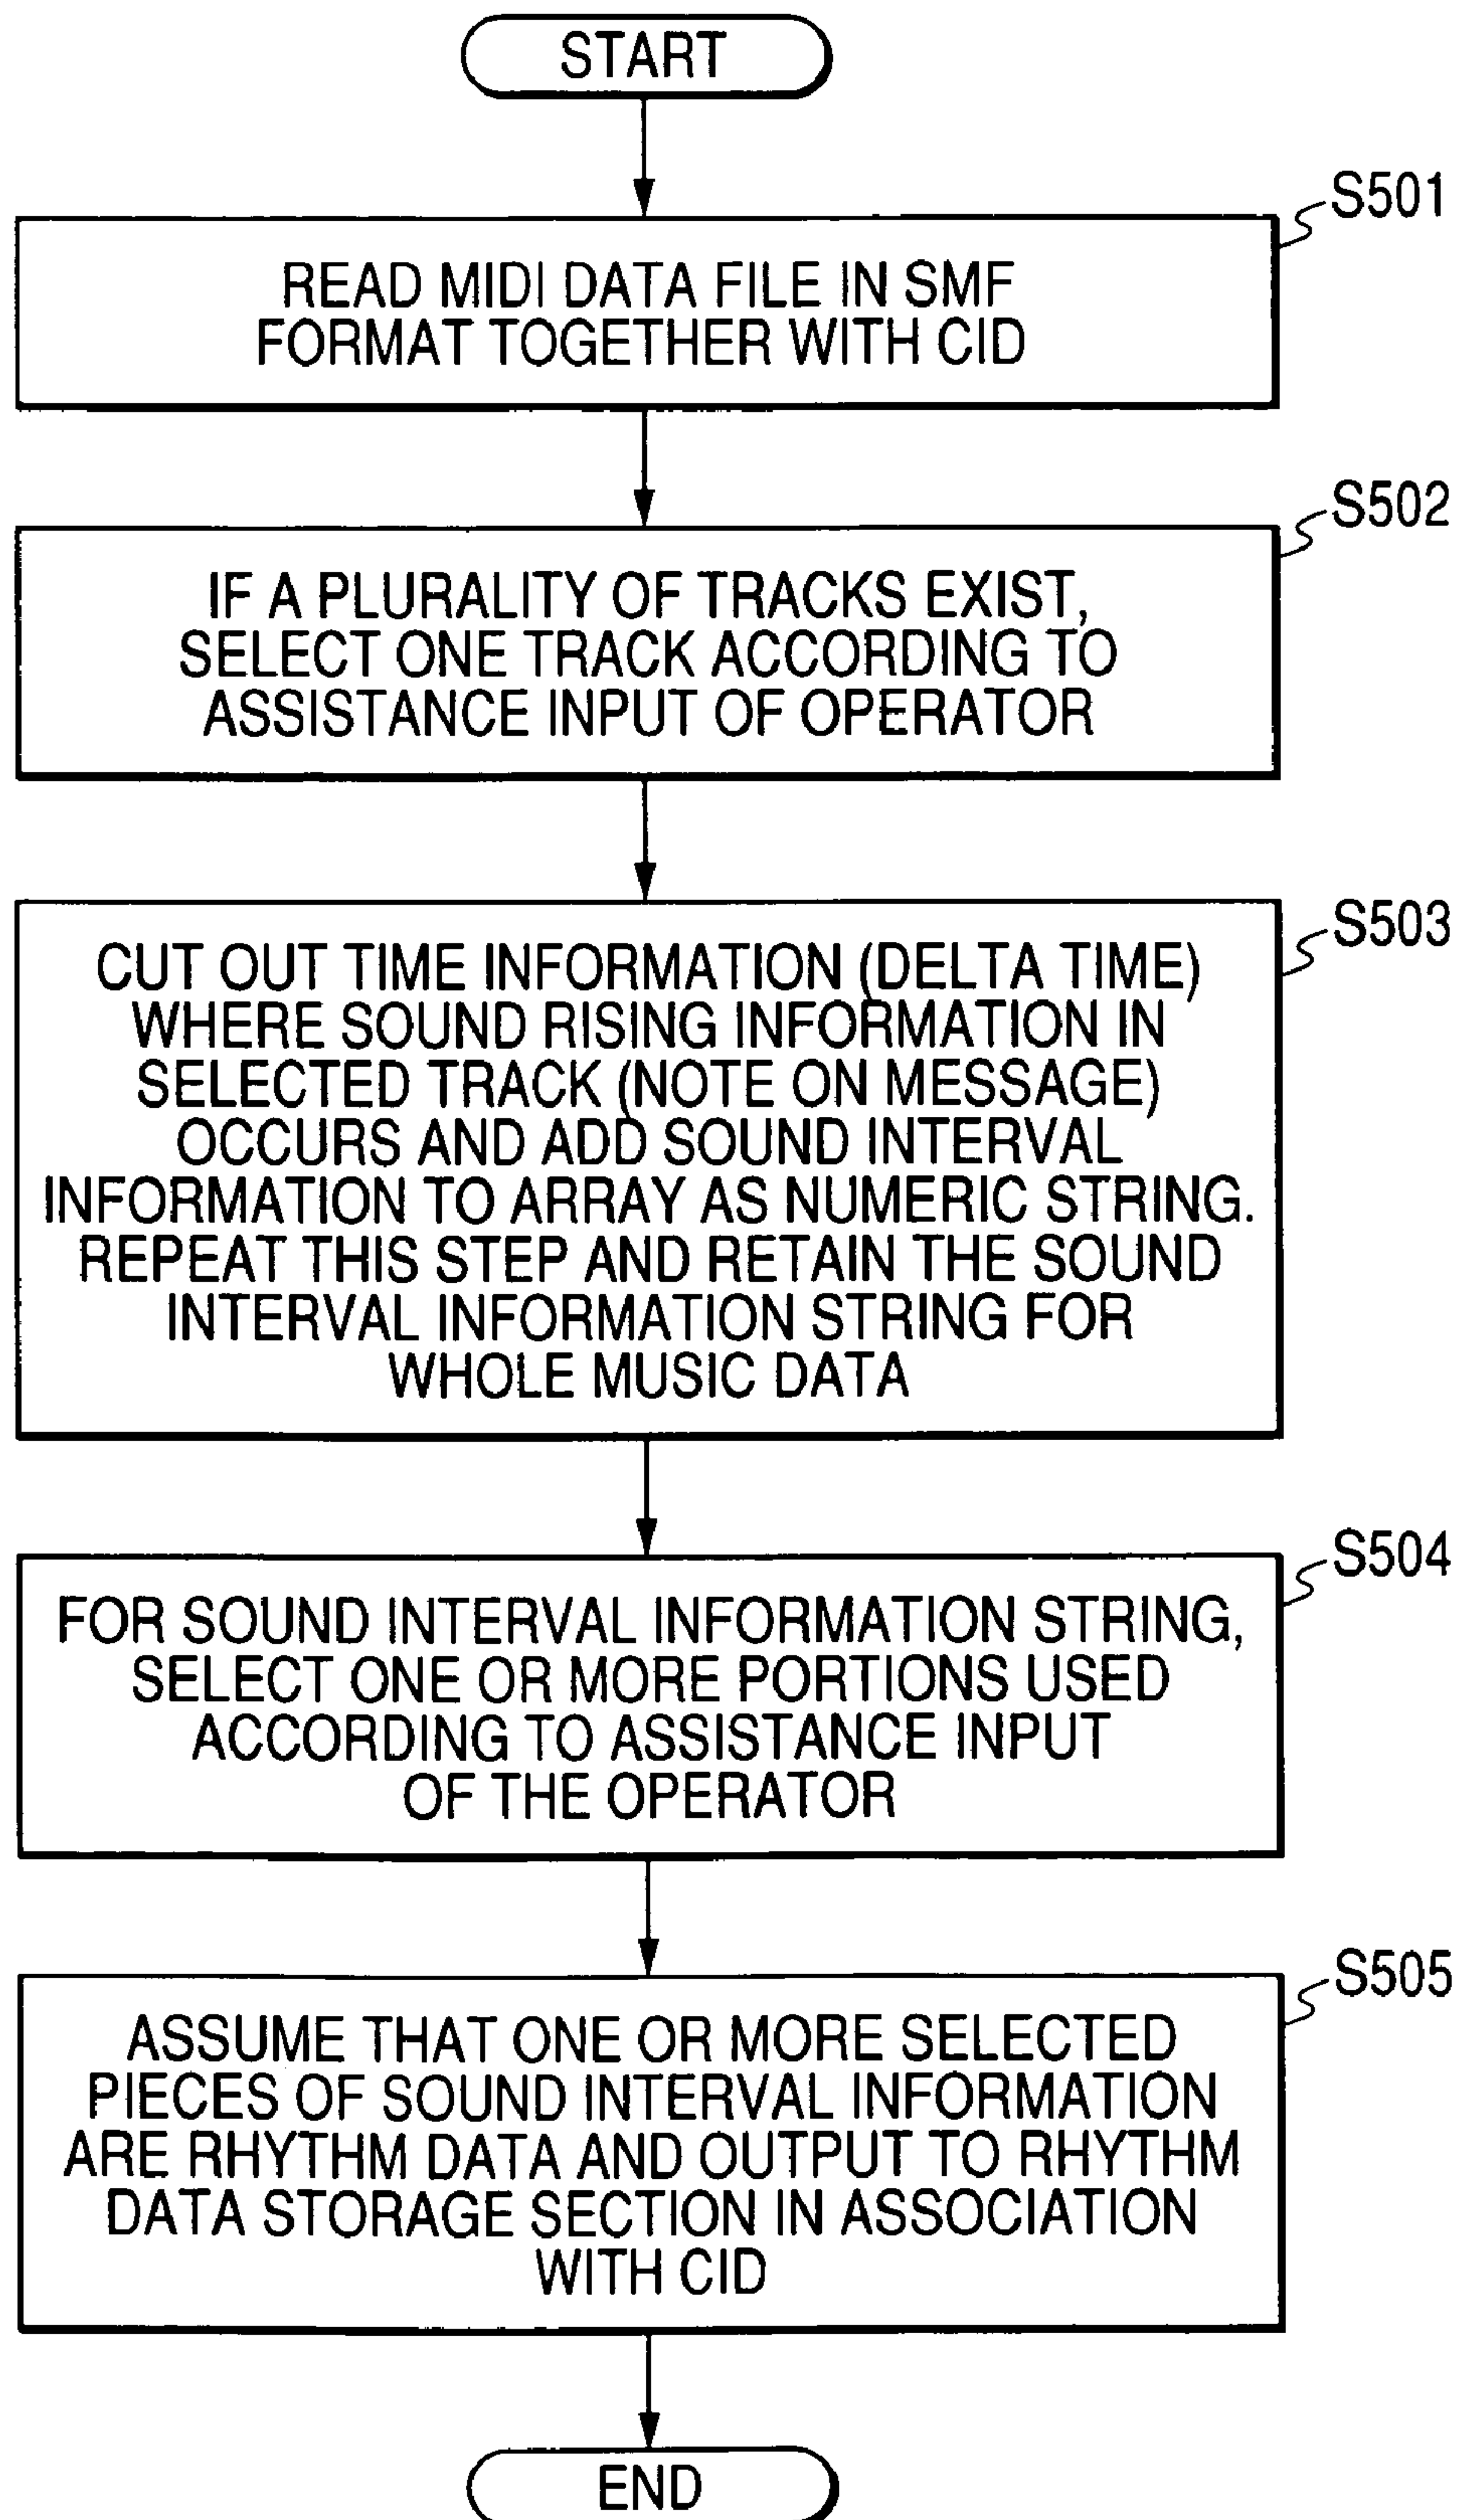 START
S501
READ MIDI DATA FILE IN SMF
FORMAT TOGETHER WITH CID
S502
IF A PLURALITY OF TRACKS EXIST,
SELECT ONE TRACK ACCORDING TO
ASSISTANCE INPUT OF OPERATOR
S503
CUT OUT TIME INFORMATION (DELTA TIME)
WHERE SOUND RISING INFORMATION IN
SELECTED TRACK (NOTE ON MESSAGE)
OCCURS AND ADD SOUND INTERVAL
INFORMATION TO ARRAY AS NUMERIC STRING.
REPEAT THIS STEP AND RETAIN THE SOUND
INTERVAL INFORMATION STRING FOR
WHOLE MUSIC DATA
S504
FOR SOUND INTERVAL INFORMATION STRING,
SELECT ONE OR MORE PORTIONS USED
ACCORDING TO ASSISTANCE INPUT
OF THE OPERATOR
S505
ASSUME THAT ONE OR MORE SELECTED
PIECES OF SOUND INTERVAL INFORMATION
ARE RHYTHM DATA AND OUTPUT TO RHYTHM
DATA STORAGE SECTION IN ASSOCIATION
WITH CID
END